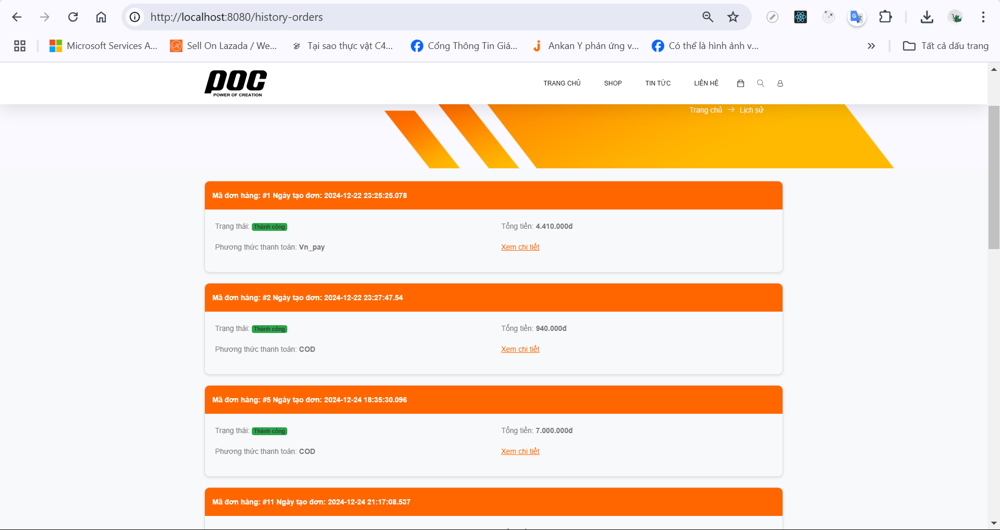 http://localhost:8080/history-orders
Microsoft Services A...
Sell On Lazada / We...
Tại sao thực vật C4...
Cổng Thông Tin Giá...
Ankan Y phản ứng v...
Có thể là hình ảnh v...
Tất cả dấu trang
poc
POWER OF CREATION
TRANG CHỦ
SHOP
TIN TỨC
LIÊN HỆ
Trang chủ → Lịch sử
Mã đơn hàng: #1 Ngày tạo đơn: 2024-12-22 23:25:25.078
Trạng thái: Thành công
Tổng tiền: 4.410.000đ
Phương thức thanh toán: Vn_pay
Xem chi tiết
Mã đơn hàng: #2 Ngày tạo đơn: 2024-12-22 23:27:47.54
Trạng thái: Thành công
Tổng tiền: 940.000đ
Phương thức thanh toán: COD
Xem chi tiết
Mã đơn hàng: #5 Ngày tạo đơn: 2024-12-24 18:35:30.096
Trạng thái: Thành công
Tổng tiền: 7.000.000đ
Phương thức thanh toán: COD
Xem chi tiết
Mã đơn hàng: #11 Ngày tạo đơn: 2024-12-24 21:17:08.537